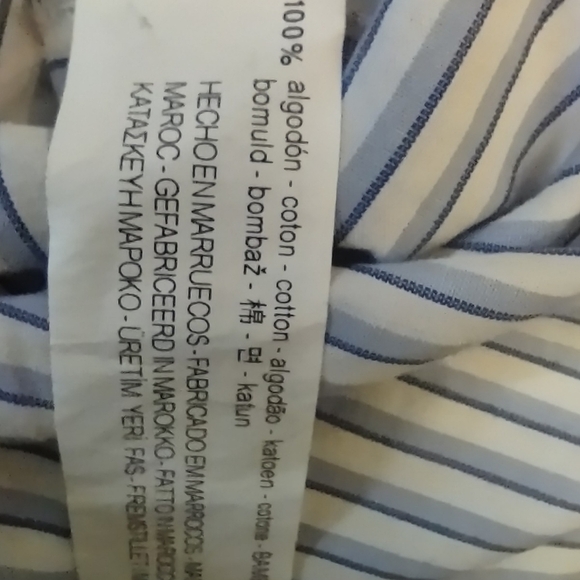 100% algodón - coton - cotton - algodão - katoen - cotone -
bomuld - bombaž - 棉 - 면 - katun
HECHO EN MARRUECOS - FABRICADO EM MARROCOS -
MAROC - GEFABRICEERD IN MAROKKO - FATTO IN MAROCCO
ΚΑΤΑΣΚΕΥΗ ΜΑΡΟΚΟ - ÜRETİM YERİ FAS - FREMSTILLET